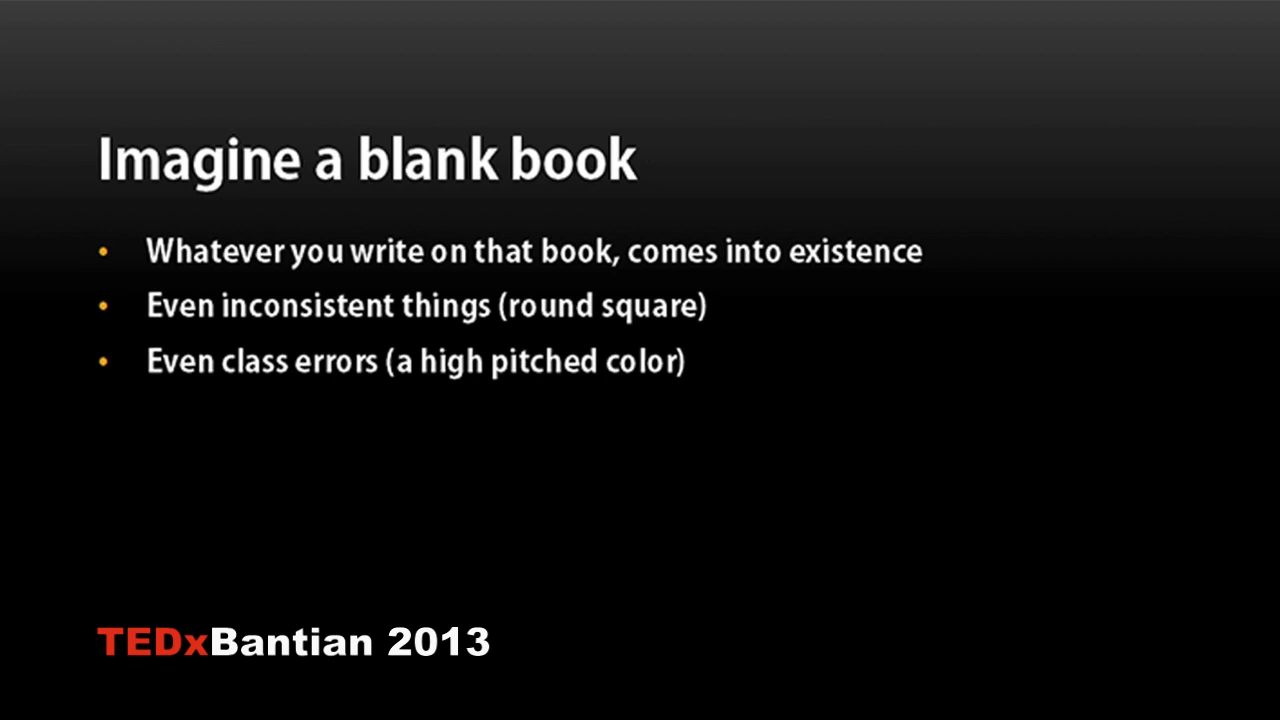 Imagine a blank book
• Whatever you write on that book, comes into existence
• Even inconsistent things (round square)
• Even class errors (a high pitched color)
TEDxBantian 2013